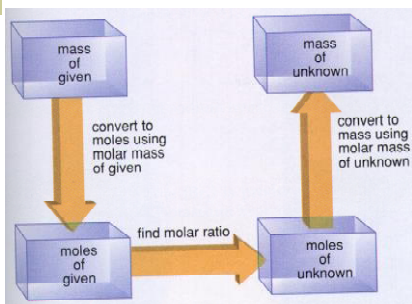 mass
of
given
mass
of
unknown
convert to
moles using
molar mass
of given
convert to
mass using
molar mass
of unknown
find molar ratio
moles
of
given
moles
of
unknown